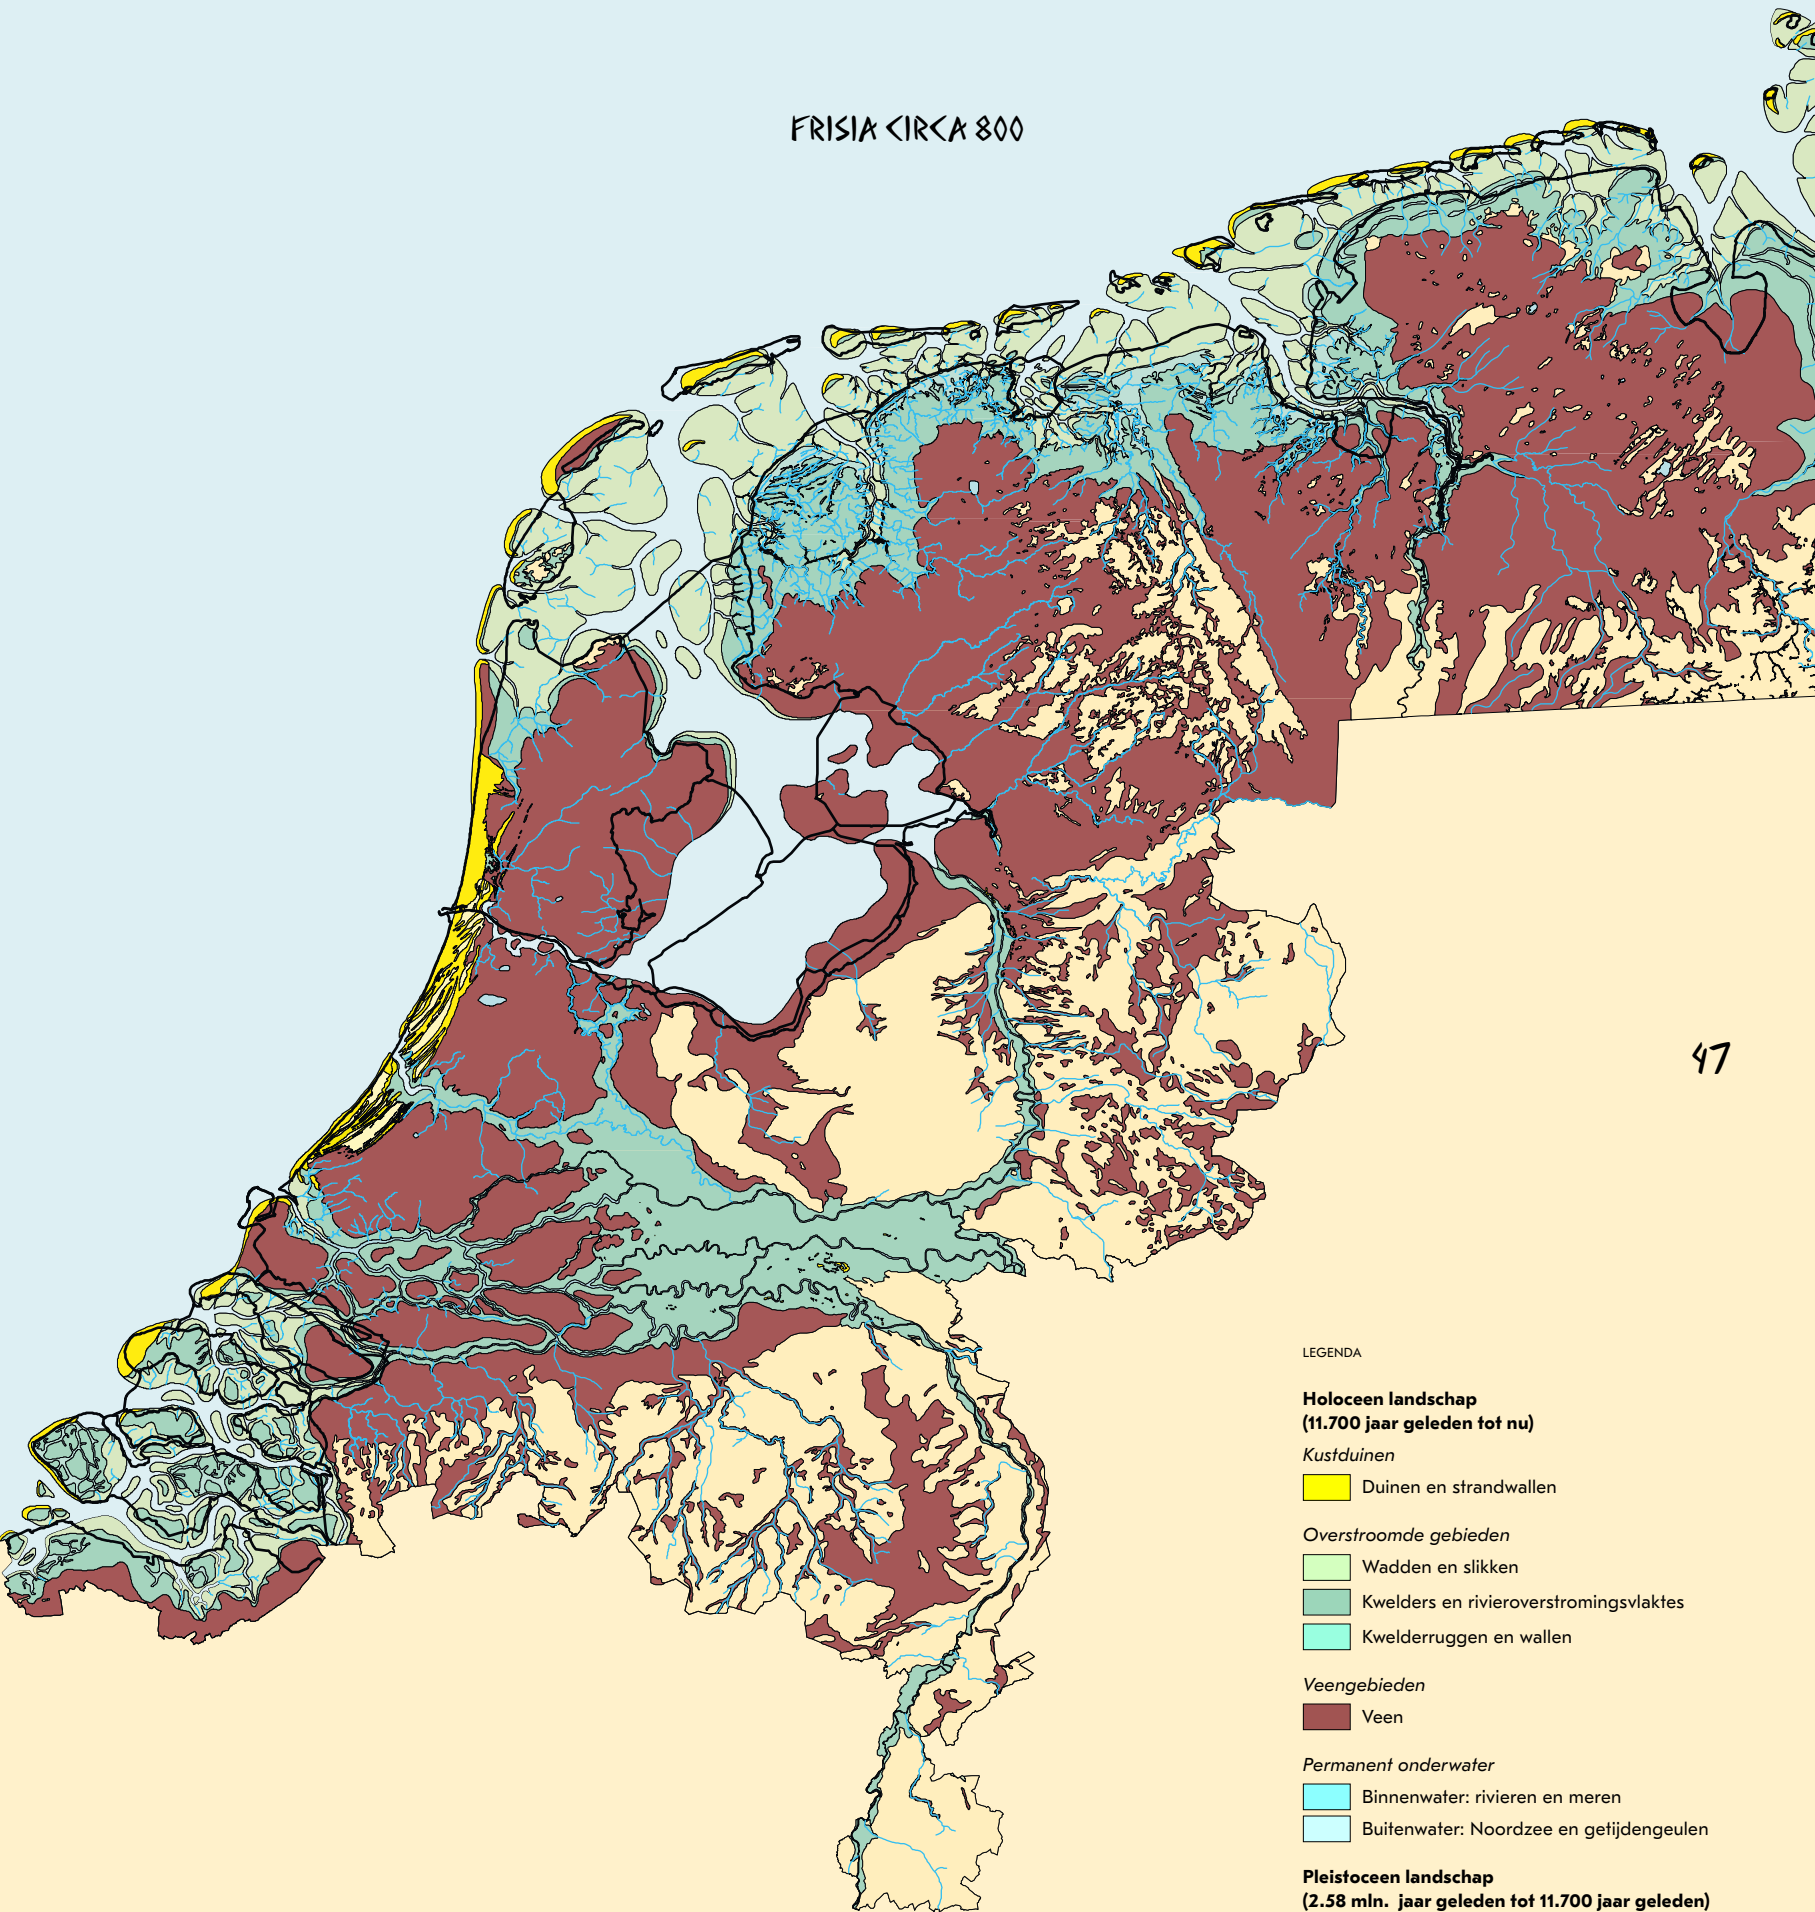 FRISIA CIRCA 800
47
LEGENDA
Holoceen landschap
(11.700 jaar geleden tot nu)
Kustduinen
Duinen en strandwallen
Overstroomde gebieden
Wadden en slikken
Kwelders en rivieroverstromingsvlaktes
Kwelderruggen en wallen
Veengebieden
Veen
Permanent onderwater
Binnenwater: rivieren en meren
Buitenwater: Noordzee en getijdengeulen
Pleistoceen landschap
(2.58 mln. jaar geleden tot 11.700 jaar geleden)